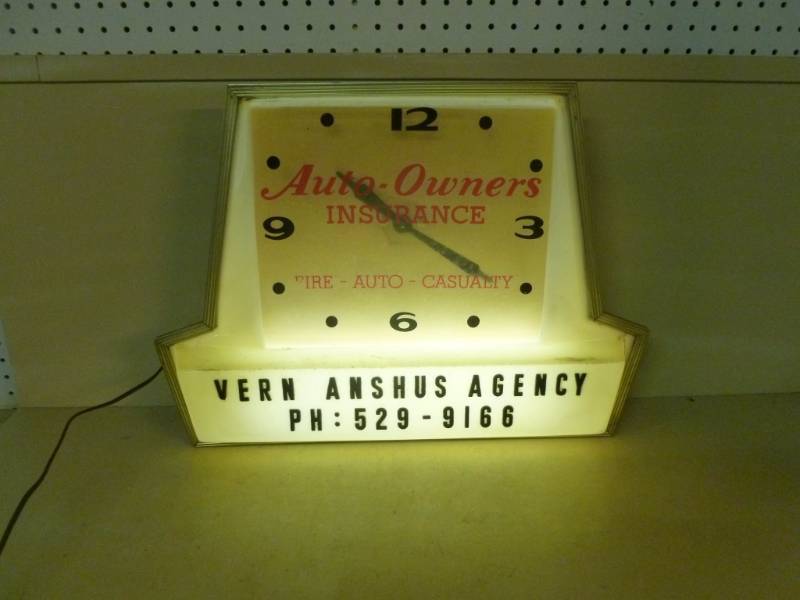 12
Auto-Owners
INSURANCE
9 3
FIRE - AUTO - CASUALTY
6
VERN ANSHUS AGENCY
PH: 529-9166